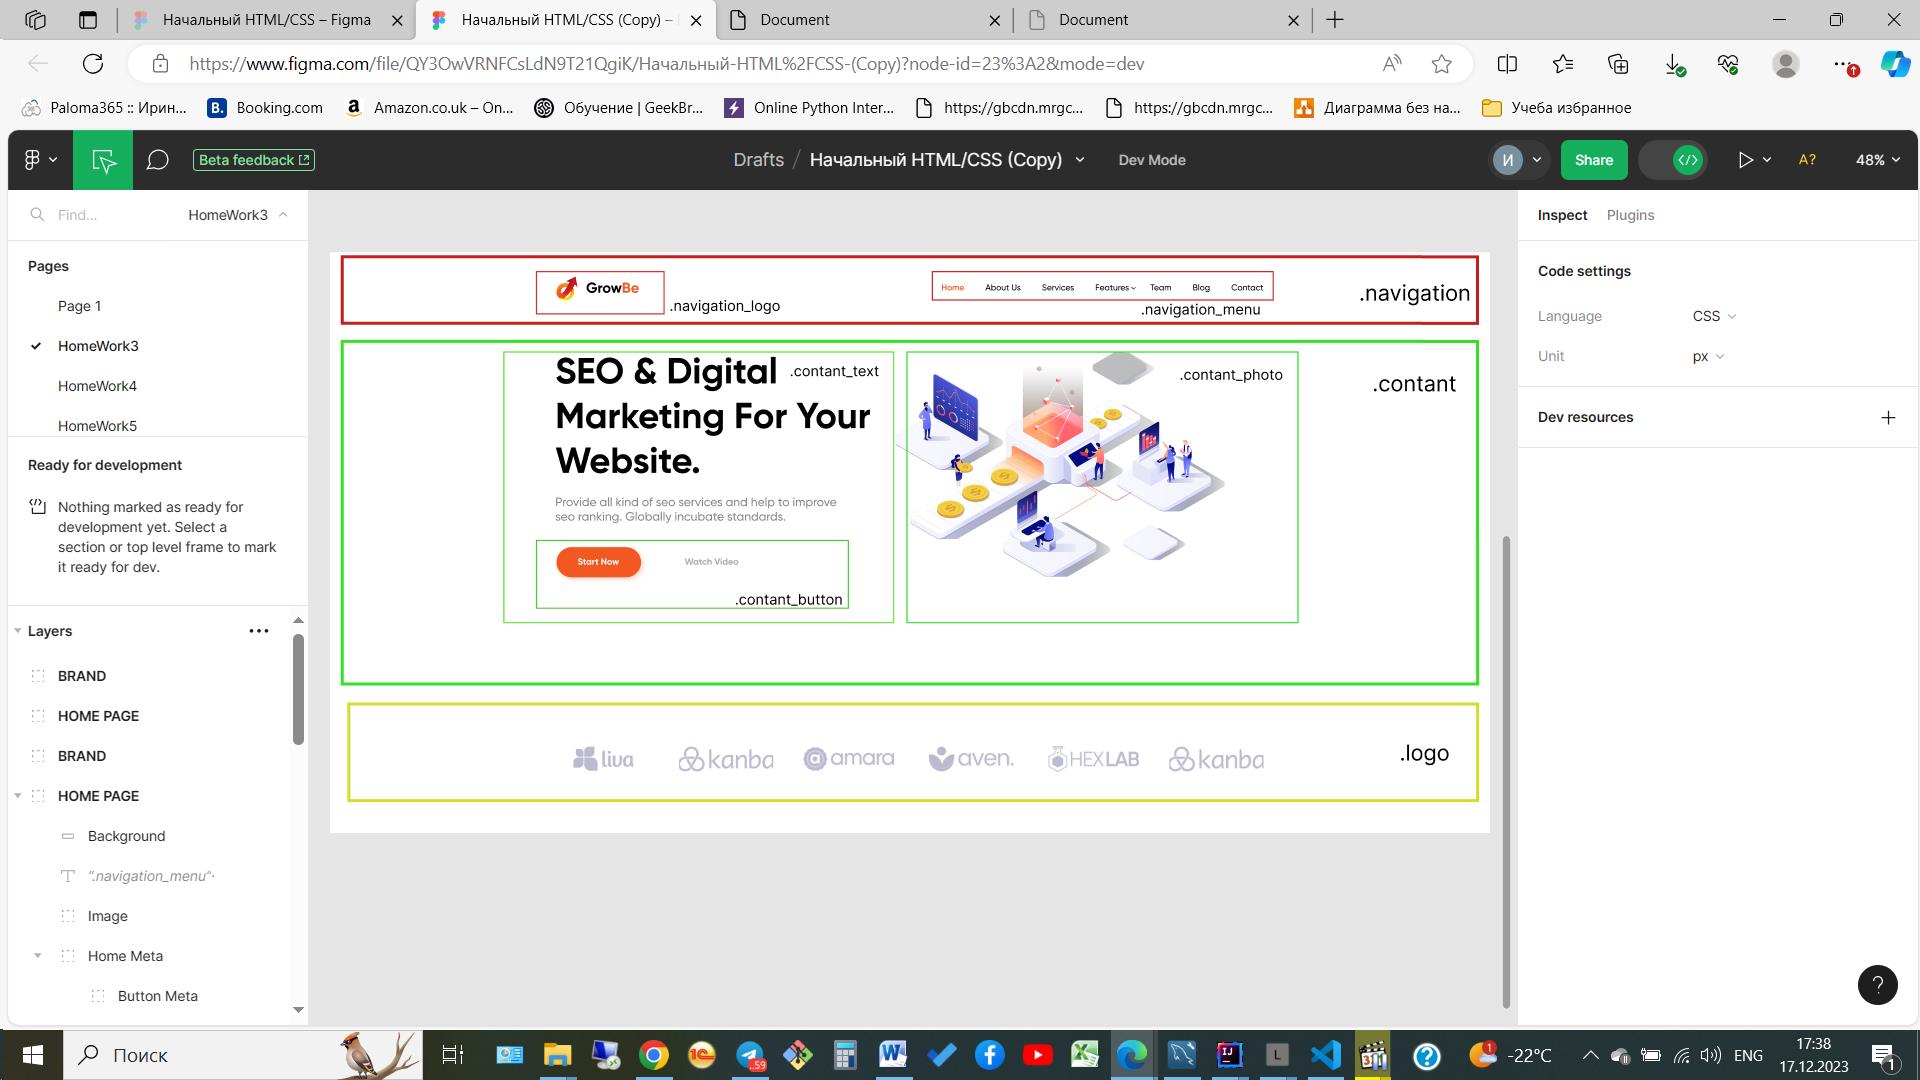 Начальный HTML/CSS – Figma
Начальный HTML/CSS (Copy) –
Document
Document
https://www.figma.com/file/QY3OwVRNFCsLdN9T21QgiK/Начальный-HTML%2FCSS-(Copy)?node-id=23%3A2&mode=dev
Paloma365 :: Ирин...
Booking.com
Amazon.co.uk – On...
Обучение | GeekBr...
Online Python Inter...
https://gbcdn.mrgc...
https://gbcdn.mrgc...
Диаграмма без на...
Учеба избранное
Beta feedback
Drafts / Начальный HTML/CSS (Copy)
Dev Mode
И
Share
A?
48%
Find...
HomeWork3
Pages
Page 1
HomeWork3
HomeWork4
HomeWork5
Ready for development
Nothing marked as ready for
development yet. Select a
section or top level frame to mark
it ready for dev.
Layers
BRAND
HOME PAGE
BRAND
HOME PAGE
Background
“.navigation_menu”·
Image
Home Meta
Button Meta
GrowBe
.navigation_logo
Home
About Us
Services
Features
Team
Blog
Contact
.navigation_menu
.navigation
SEO & Digital
Marketing For Your
Website.
.contant_text
Provide all kind of seo services and help to improve
seo ranking. Globally incubate standards.
Start Now
Watch Video
.contant_button
.contant_photo
.contant
liva
kanba
amara
aven.
HEXLAB
kanba
.logo
Inspect
Plugins
Code settings
Language
CSS
Unit
px
Dev resources
?
Поиск
..59
-22°C
ENG
17:38
17.12.2023
1